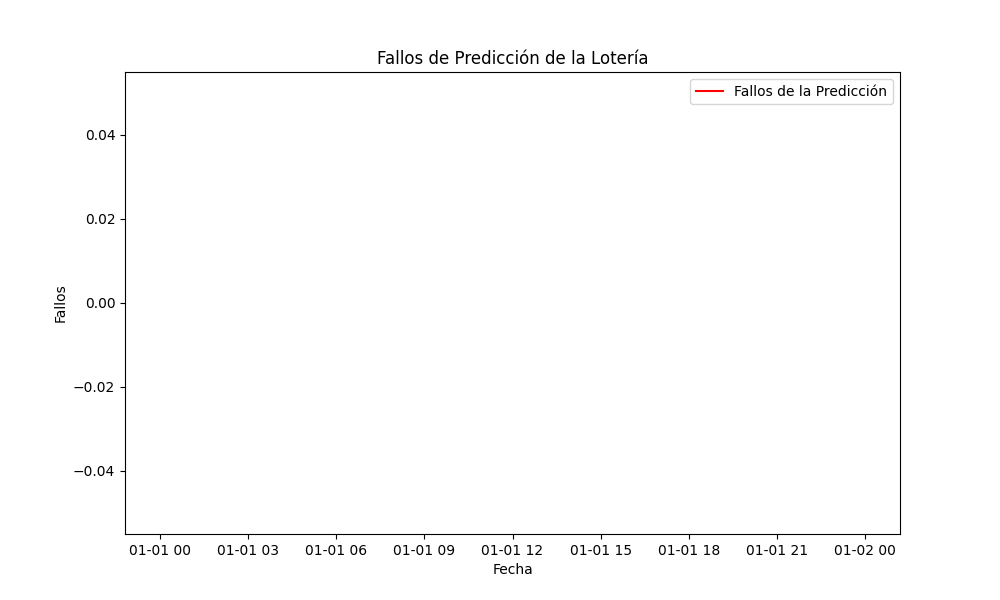 Fallos de Predicción de la Lotería
Fallos de la Predicción
0.04
0.02
0.00
−0.02
−0.04
Fallos
01-01 00 01-01 03 01-01 06 01-01 09 01-01 12 01-01 15 01-01 18 01-01 21 01-02 00
Fecha